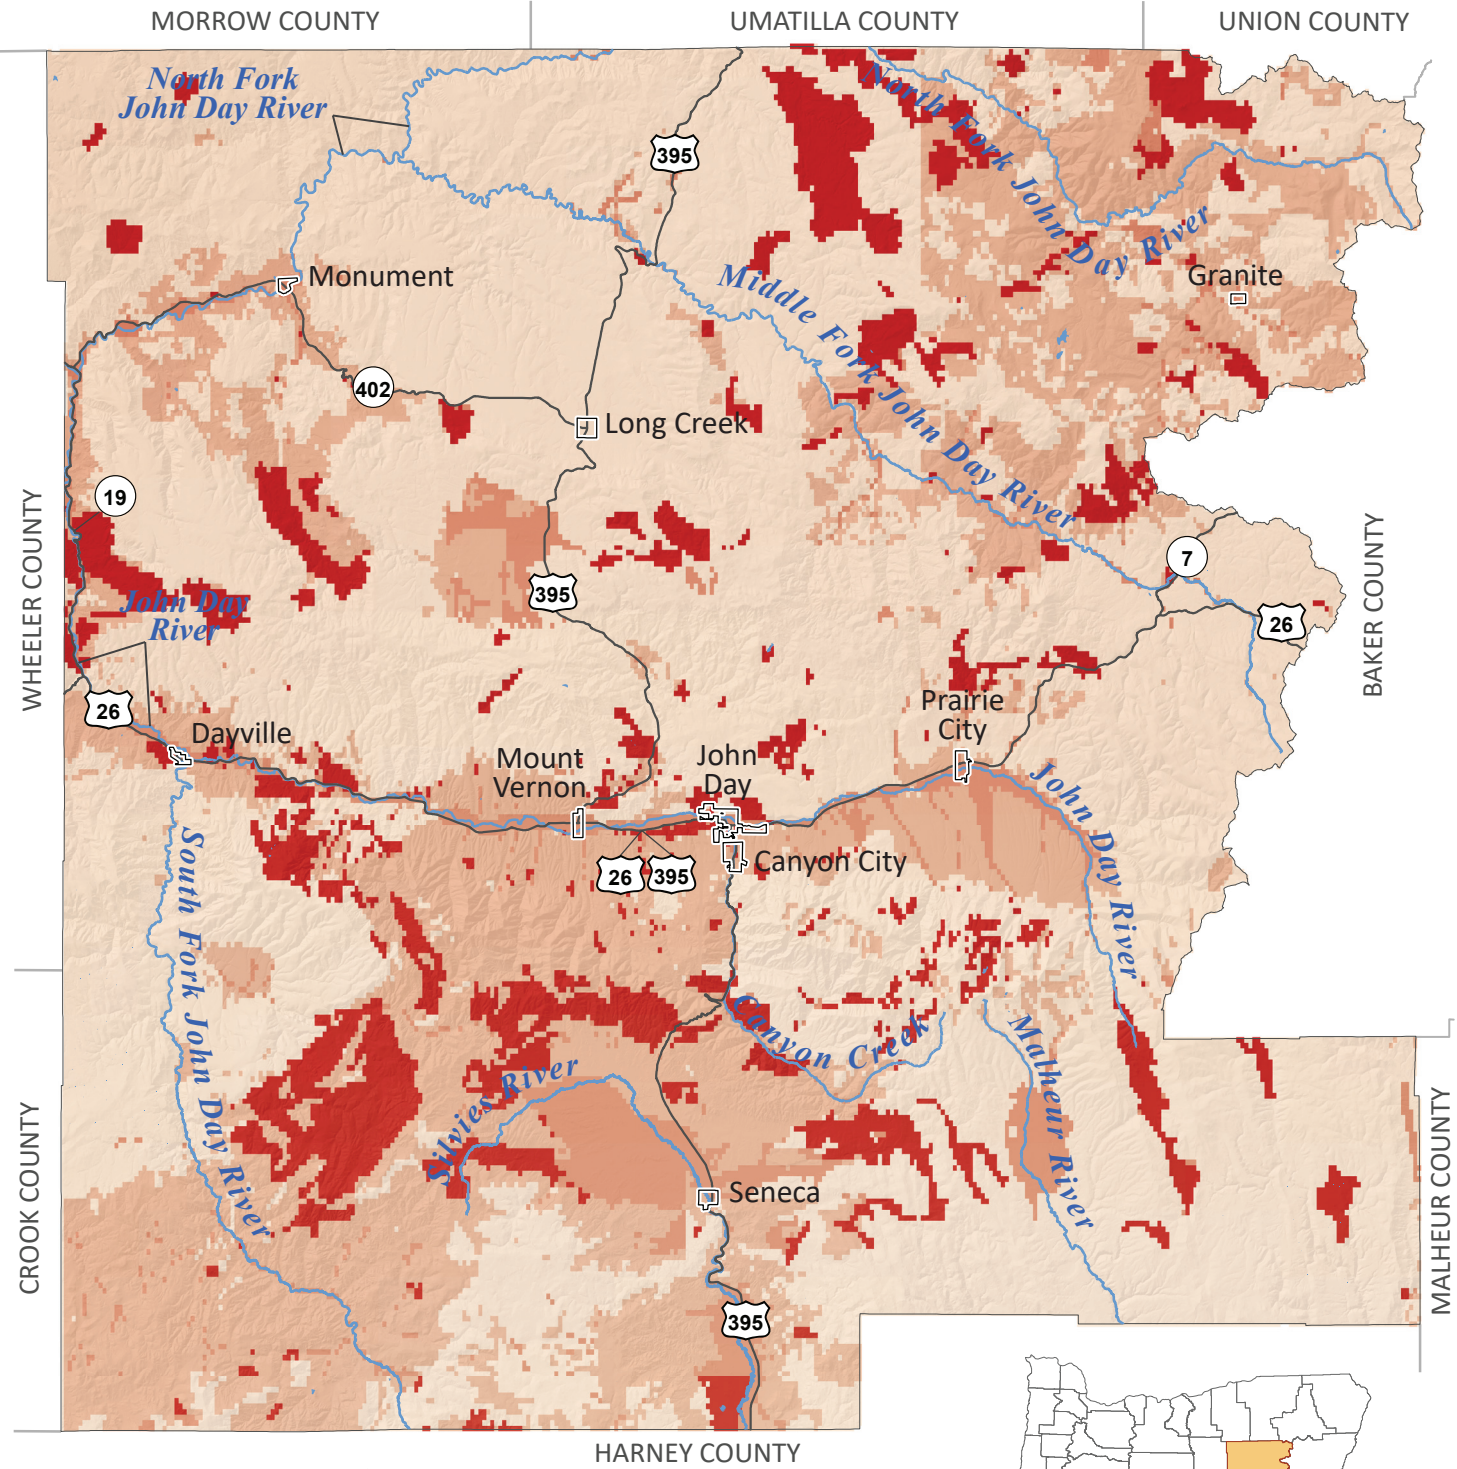 MORROW COUNTY
UMATILLA COUNTY
UNION COUNTY
North Fork
John Day River
North Fork John Day River
395
Monument
Granite
Middle Fork John Day River
402
Long Creek
19
WHEELER COUNTY
BAKER COUNTY
7
395
John Day
River
26
26
Prairie
City
Dayville
Mount
Vernon
John
Day
John Day River
26
395
Canyon City
South Fork John Day River
Canyon Creek
Malheur River
Silvies River
CROOK COUNTY
MALHEUR COUNTY
Seneca
395
HARNEY COUNTY